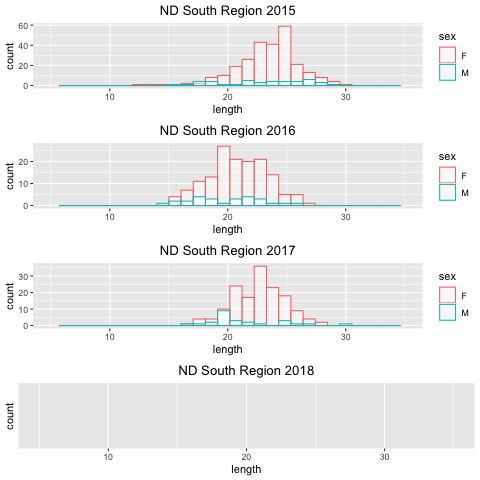 ND South Region 2015
60
40
20
0
count
10 20 30
length
sex
F
M
ND South Region 2016
20
10
0
count
10 20 30
length
sex
F
M
ND South Region 2017
30
20
10
0
count
10 20 30
length
sex
F
M
ND South Region 2018
count
10 20 30
length